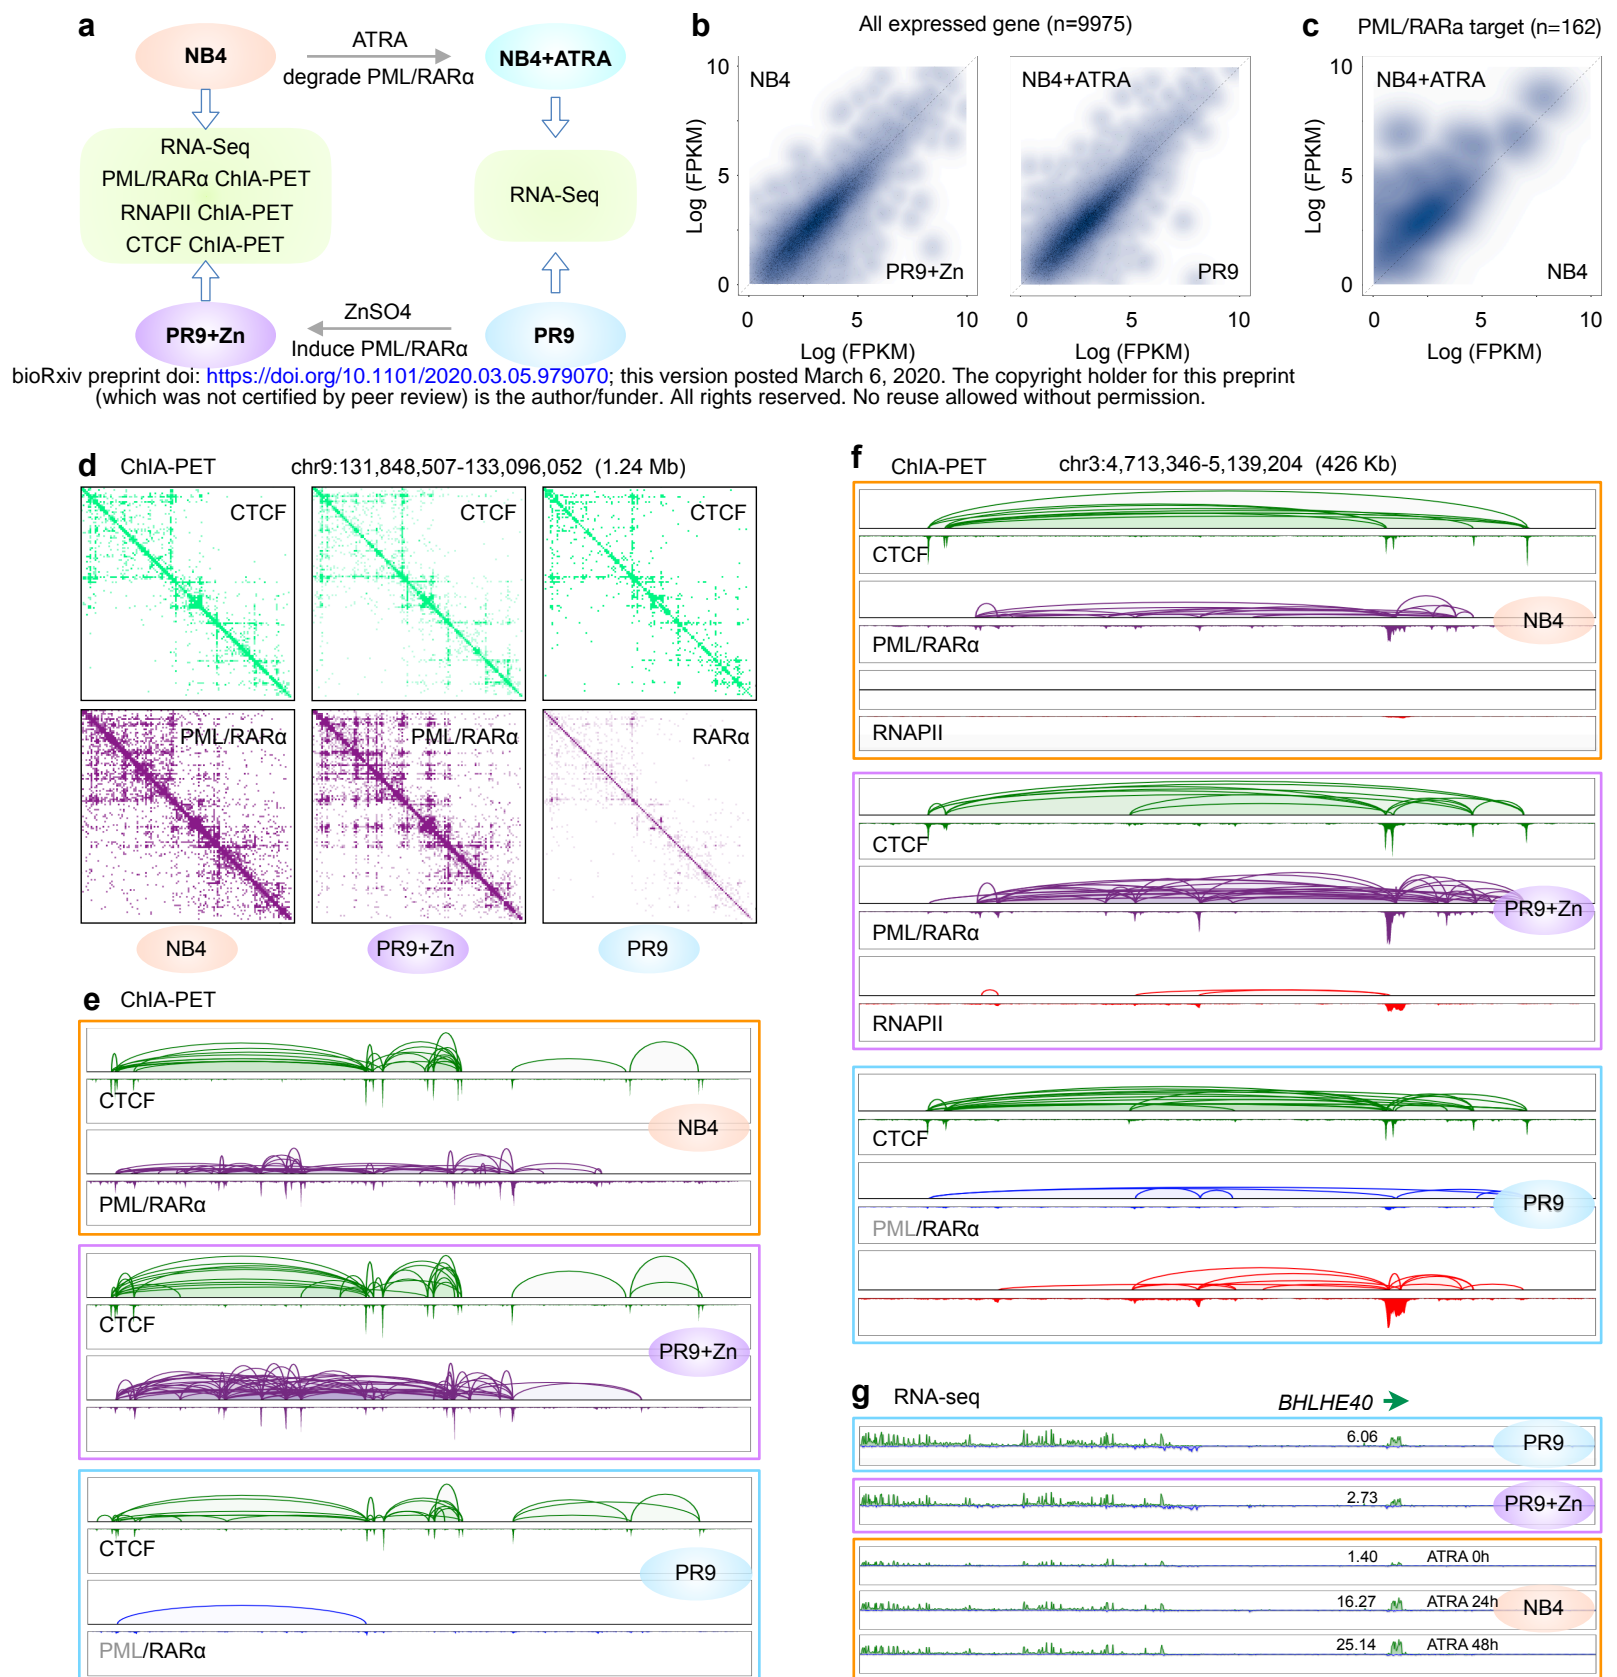 a
NB4
ATRA
degrade PML/RARα
NB4+ATRA
RNA-Seq
PML/RARα ChIA-PET
RNAPII ChIA-PET
CTCF ChIA-PET
RNA-Seq
PR9+Zn
ZnSO4
Induce PML/RARα
PR9
b All expressed gene (n=9975)
10
5
0
Log (FPKM)
NB4
PR9+Zn
0 5 10
Log (FPKM)
NB4+ATRA
PR9
0 5 10
Log (FPKM)
c PML/RARa target (n=162)
10
5
0
Log (FPKM)
NB4+ATRA
NB4
0 5 10
Log (FPKM)
bioRxiv preprint doi: https://doi.org/10.1101/2020.03.05.979070; this version posted March 6, 2020. The copyright holder for this preprint
(which was not certified by peer review) is the author/funder. All rights reserved. No reuse allowed without permission.
d ChIA-PET chr9:131,848,507-133,096,052 (1.24 Mb)
CTCF CTCF CTCF
PML/RARα PML/RARα RARα
NB4 PR9+Zn PR9
e ChIA-PET
CTCF
NB4
PML/RARα
CTCF
PR9+Zn
CTCF
PR9
PML/RARα
f ChIA-PET chr3:4,713,346-5,139,204 (426 Kb)
CTCF
NB4
PML/RARα
RNAPII
CTCF
PR9+Zn
PML/RARα
RNAPII
CTCF
PR9
PML/RARα
g RNA-seq BHLHE40
6.06 PR9
2.73 PR9+Zn
1.40 ATRA 0h
16.27 ATRA 24h NB4
25.14 ATRA 48h